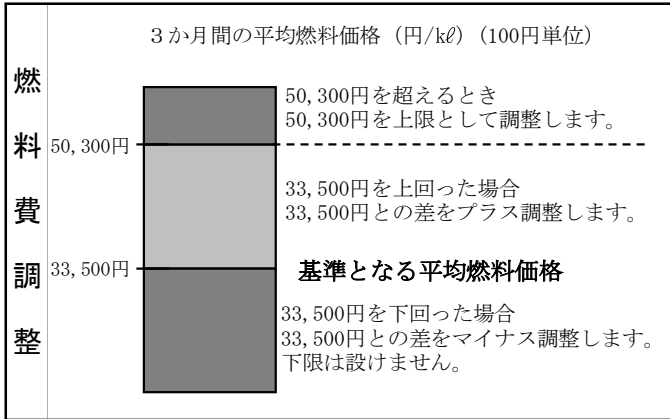 燃料費調整
３か月間の平均燃料価格（円/kℓ）（100円単位）
50,300円を超えるとき
50,300円を上限として調整します。
50,300円
33,500円を上回った場合
33,500円との差をプラス調整します。
33,500円
基準となる平均燃料価格
33,500円を下回った場合
33,500円との差をマイナス調整します。
下限は設けません。